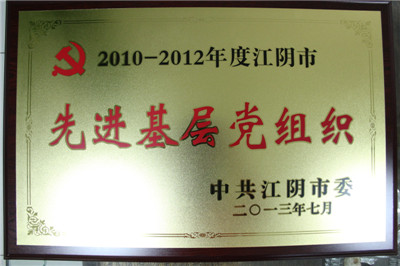 2010-2012年度江阴市
先进基层党组织
中共江阴市委
二〇一三年七月